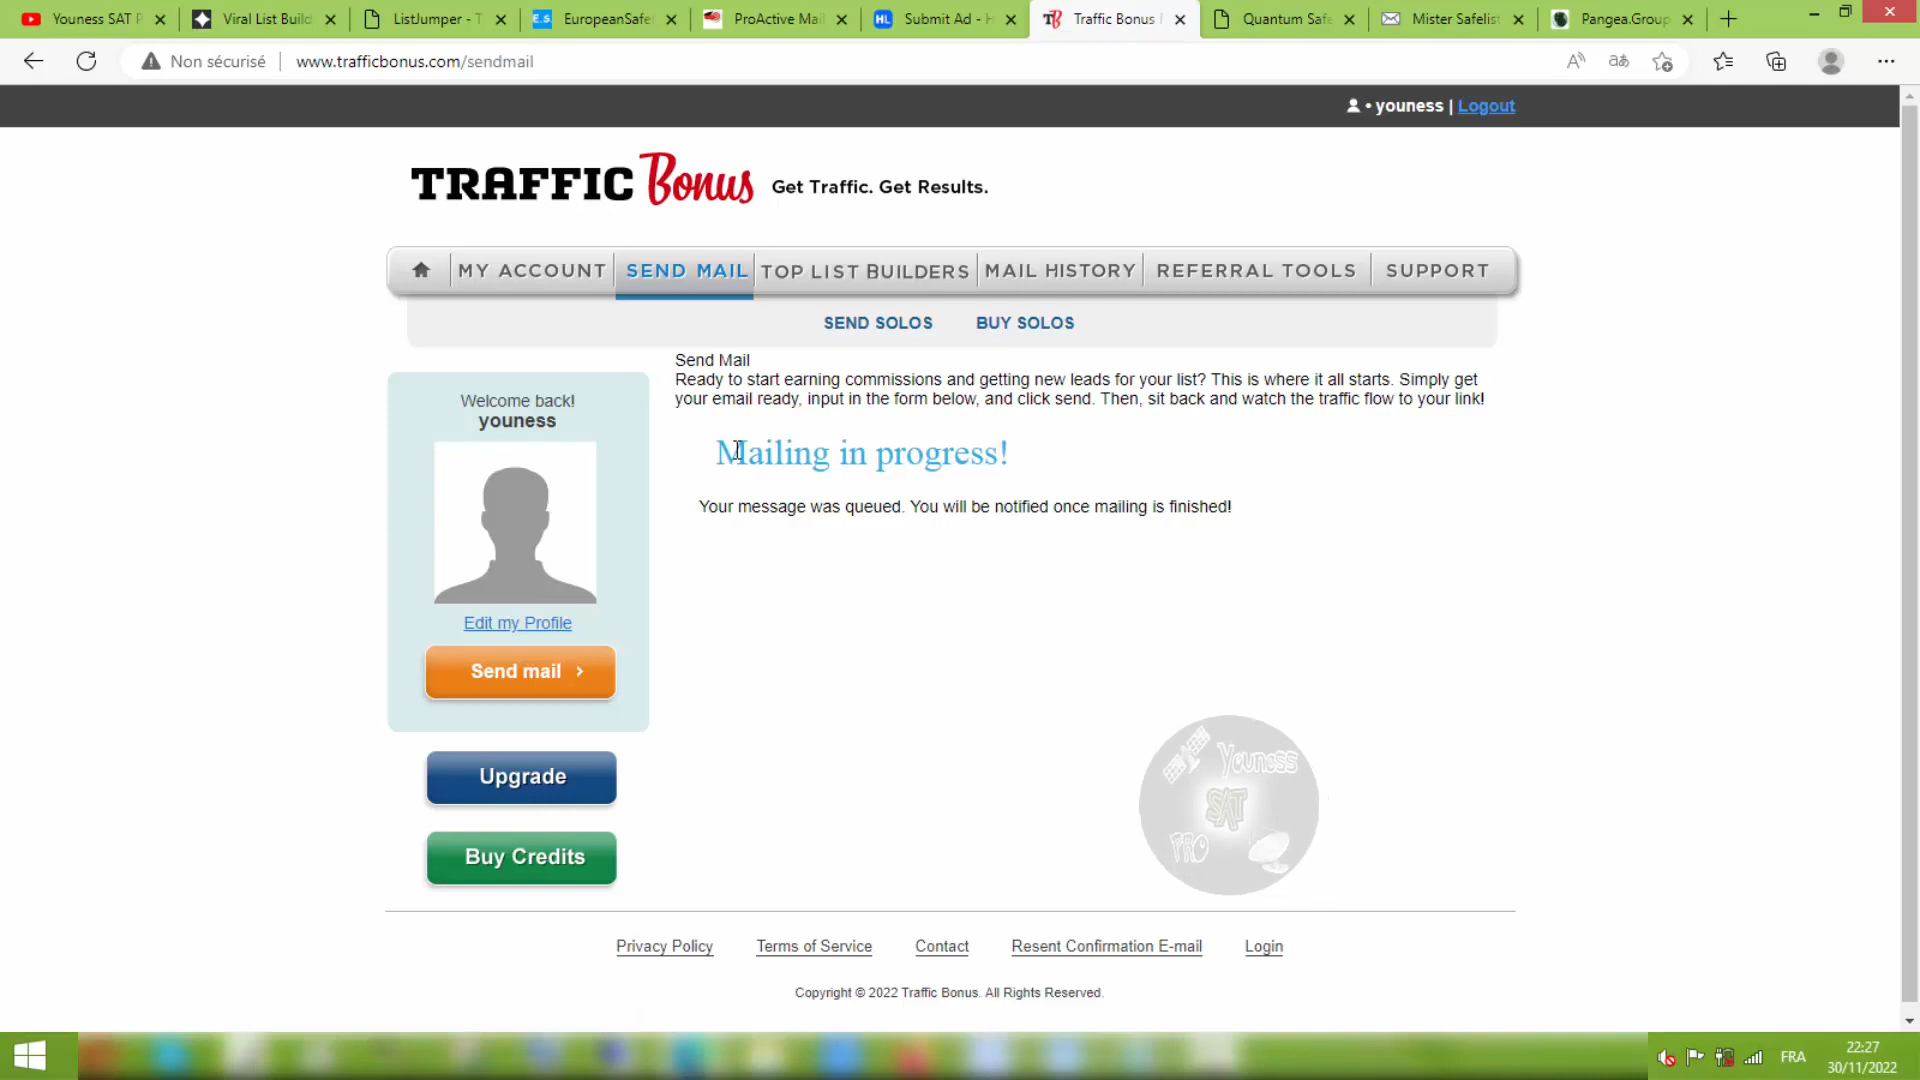 Youness SAT P
Viral List Build
ListJumper - T
EuropeanSafe
ProActive Mai
Submit Ad - H
Traffic Bonus
Quantum Safe
Mister Safelist
Pangea.Group
Non sécurisé
www.trafficbonus.com/sendmail
• youness | Logout
TRAFFIC Bonus
Get Traffic. Get Results.
MY ACCOUNT
SEND MAIL
TOP LIST BUILDERS
MAIL HISTORY
REFERRAL TOOLS
SUPPORT
SEND SOLOS
BUY SOLOS
Send Mail
Ready to start earning commissions and getting new leads for your list? This is where it all starts. Simply get
your email ready, input in the form below, and click send. Then, sit back and watch the traffic flow to your link!
Welcome back!
youness
Mailing in progress!
Your message was queued. You will be notified once mailing is finished!
Edit my Profile
Send mail ›
Upgrade
Buy Credits
Youness
SAT
PRO
Privacy Policy
Terms of Service
Contact
Resent Confirmation E-mail
Login
Copyright © 2022 Traffic Bonus. All Rights Reserved.
FRA
22:27
30/11/2022